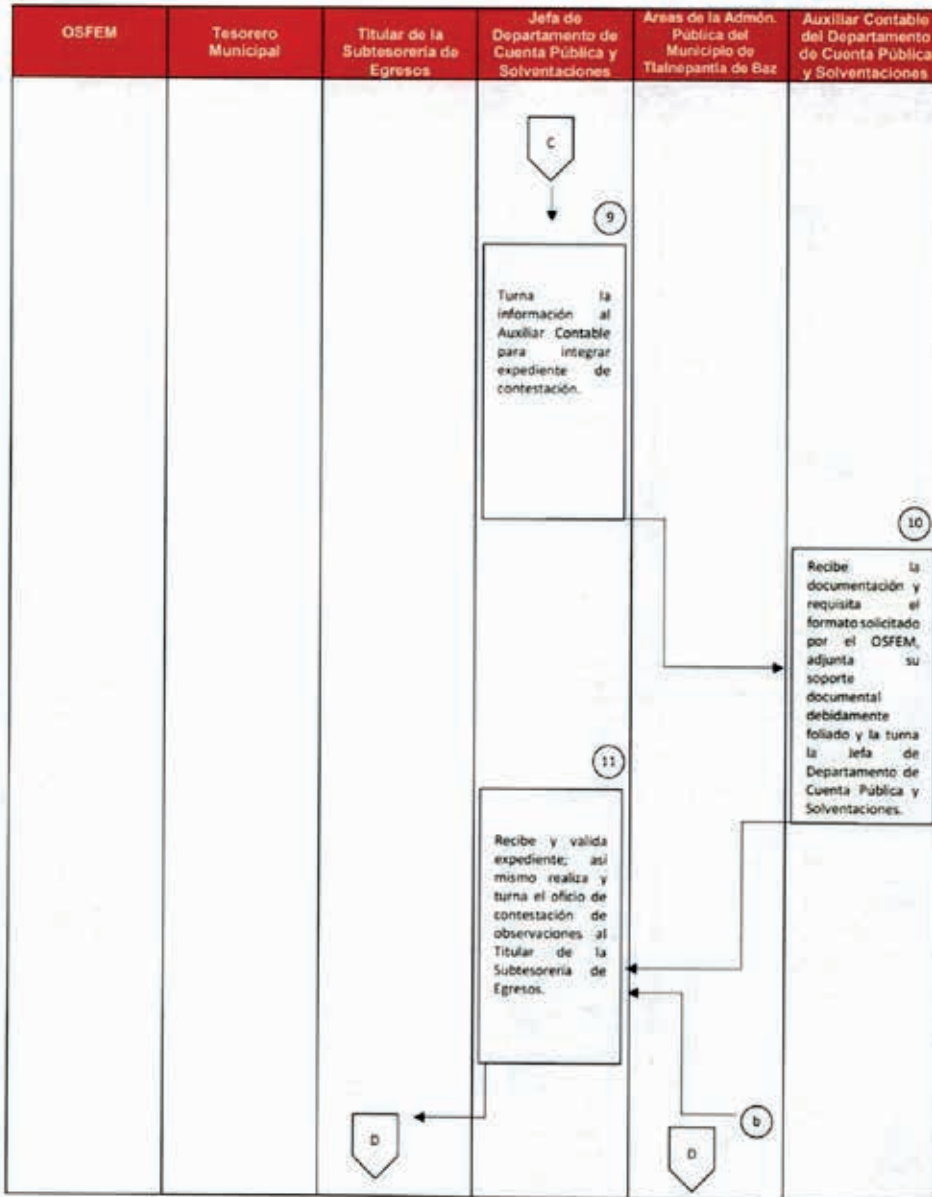 OSFEM
Tesorero
Municipal
Titular de la
Subtesorería de
Egresos
Jefa de
Departamento de
Cuenta Pública y
Solventaciones
Áreas de la Admón.
Pública del
Municipio de
Tlalnepantla de Baz
Auxiliar Contable
del Departamento
de Cuenta Pública
y Solventaciones
C
9
Turna la
información al
Auxiliar Contable
para integrar
expediente de
contestación.
10
Recibe la
documentación y
requisita el
formato solicitado
por el OSFEM,
adjunta su
soporte
documental
debidamente
foliado y la turna
la Jefa de
Departamento de
Cuenta Pública y
Solventaciones.
11
Recibe y valida
expediente; así
mismo realiza y
turna el oficio de
contestación de
observaciones al
Titular de la
Subtesorería de
Egresos.
D
b
D